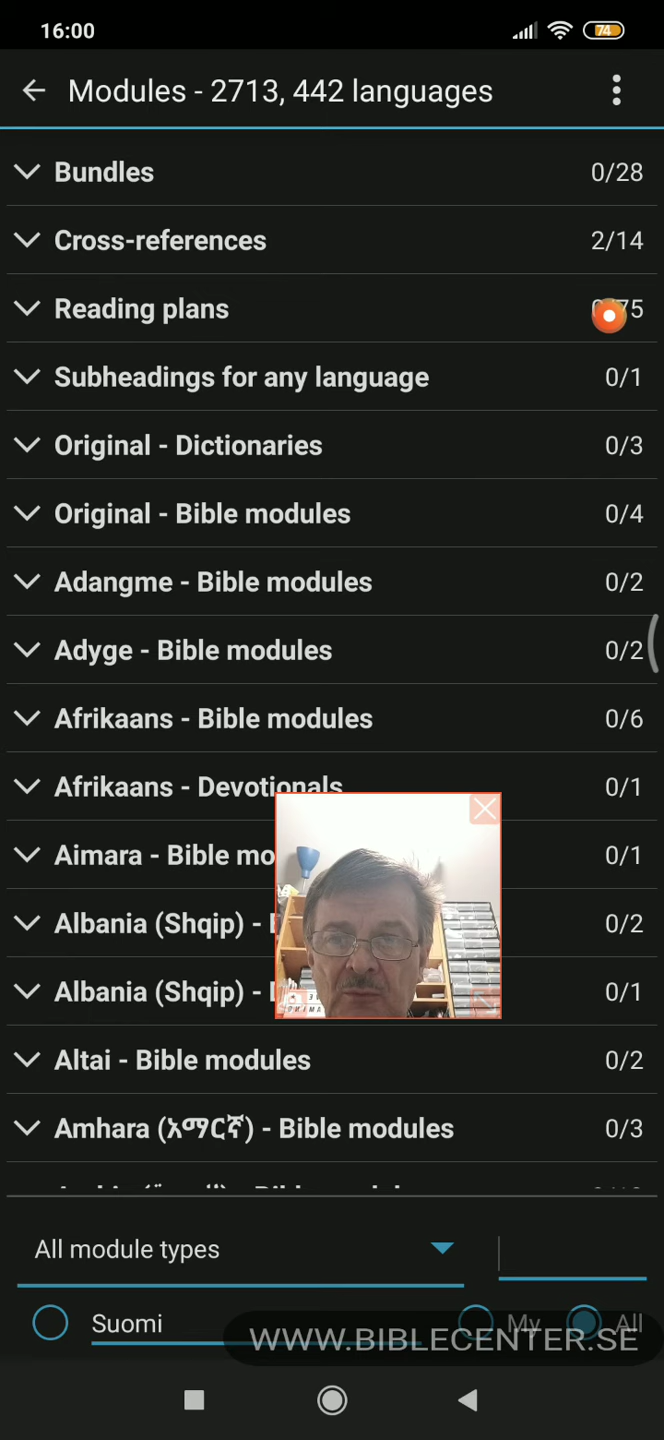 16:00
74
Modules - 2713, 442 languages
Bundles 0/28
Cross-references 2/14
Reading plans
Subheadings for any language 0/1
Original - Dictionaries 0/3
Original - Bible modules 0/4
Adangme - Bible modules 0/2
Adyge - Bible modules 0/2
Afrikaans - Bible modules 0/6
Afrikaans - Devotionals 0/1
Aimara - Bible mo 0/1
Albania (Shqip) - 0/2
Albania (Shqip) - 0/1
Altai - Bible modules 0/2
Amhara (አማርኛ) - Bible modules 0/3
All module types
Suomi My All
WWW.BIBLECENTER.SE